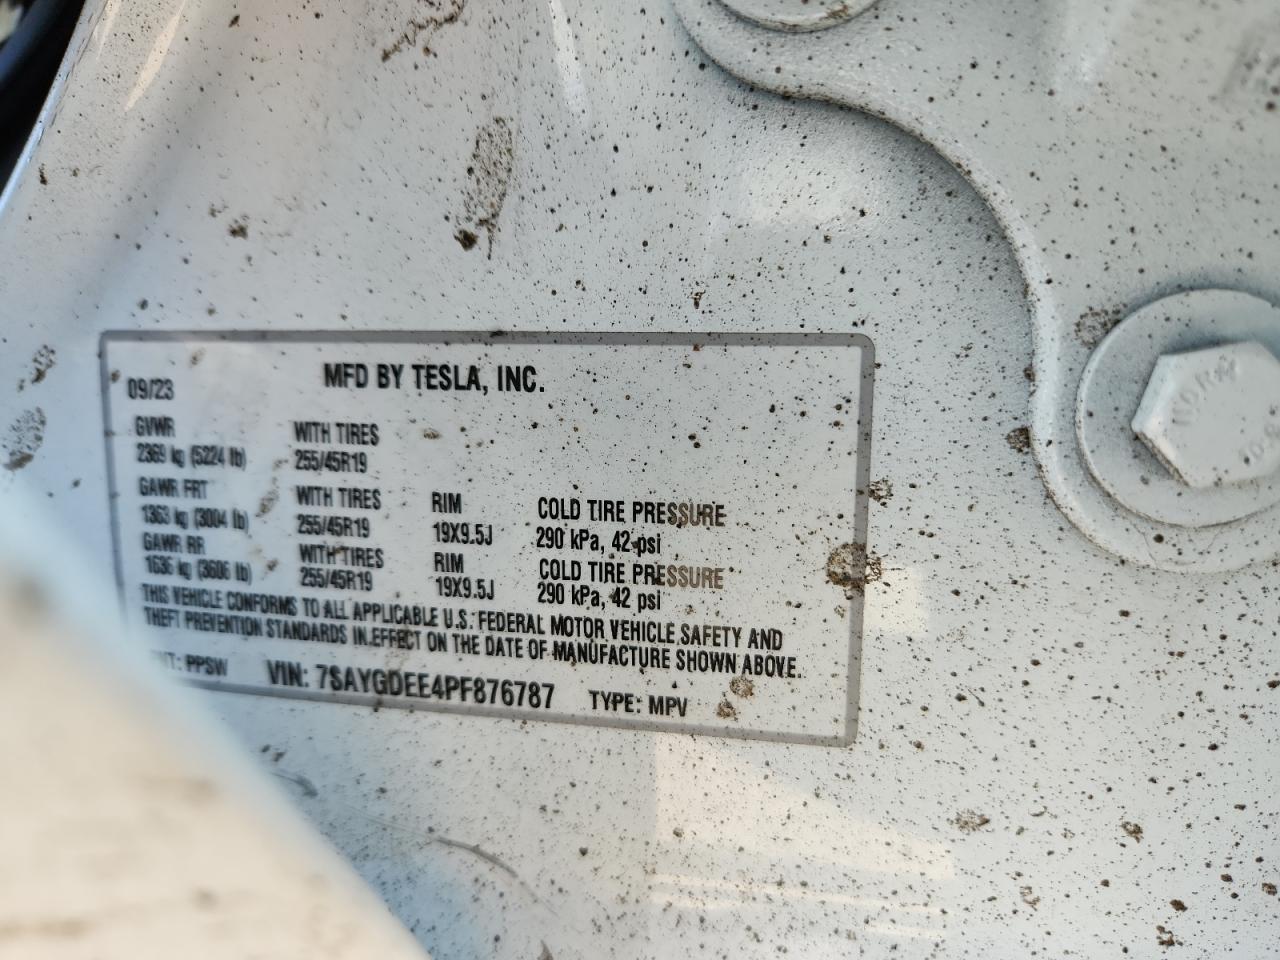 MFD BY TESLA, INC.
09/23
GVWR WITH TIRES
2369 kg (5224 lb) 255/45R19
GAWR FRT WITH TIRES RIM COLD TIRE PRESSURE
1363 kg (3004 lb) 255/45R19 19X9.5J 290 kPa, 42 psi
GAWR RR WITH TIRES RIM COLD TIRE PRESSURE
1636 kg (3606 lb) 255/45R19 19X9.5J 290 kPa, 42 psi
THIS VEHICLE CONFORMS TO ALL APPLICABLE U.S. FEDERAL MOTOR VEHICLE SAFETY AND
THEFT PREVENTION STANDARDS IN EFFECT ON THE DATE OF MANUFACTURE SHOWN ABOVE.
PPSW VIN: 7SAYGDEE4PF876787 TYPE: MPV